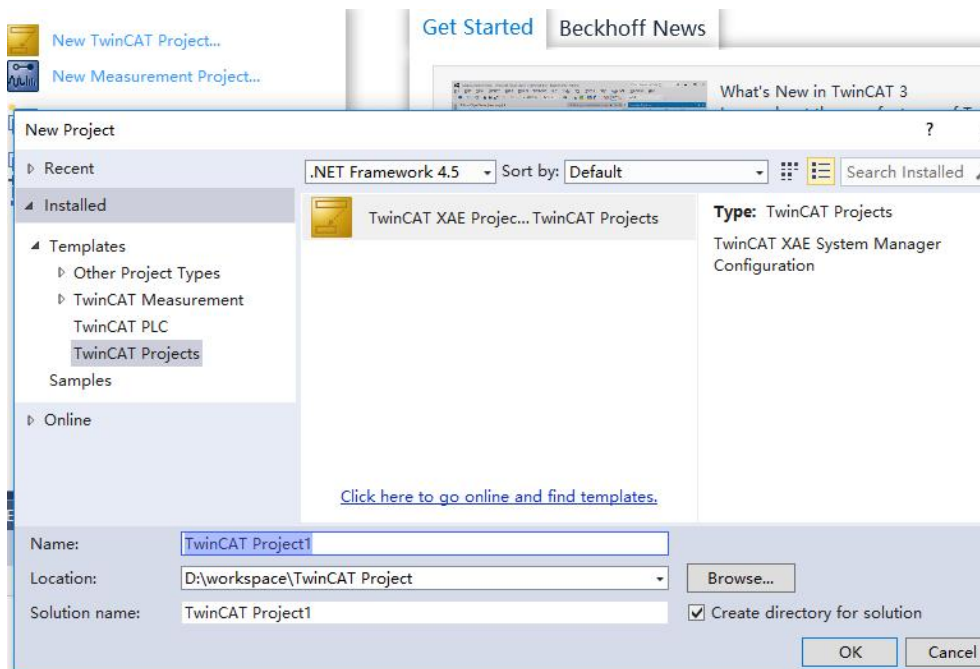 New TwinCAT Project...
New Measurement Project...
Get Started
Beckhoff News
What's New in TwinCAT 3
New Project
?
Recent
Installed
Templates
Other Project Types
TwinCAT Measurement
TwinCAT PLC
TwinCAT Projects
Samples
Online
.NET Framework 4.5
Sort by: Default
Search Installed
TwinCAT XAE Projec... TwinCAT Projects
Type: TwinCAT Projects
TwinCAT XAE System Manager
Configuration
Click here to go online and find templates.
Name: TwinCAT Project1
Location: D:\workspace\TwinCAT Project
Browse...
Solution name: TwinCAT Project1
Create directory for solution
OK
Cancel